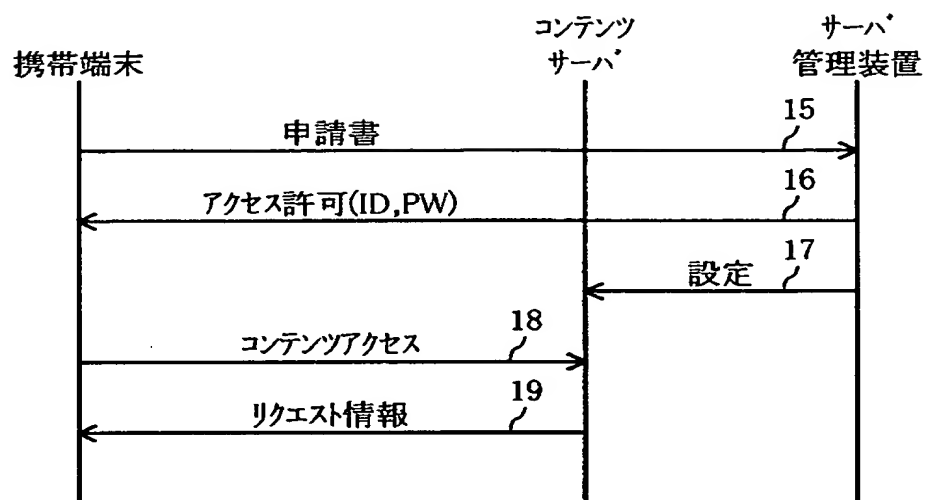 コンテンツ
サーバ
サーバ
管理装置
携帯端末
15
申請書
16
アクセス許可(ID,PW)
17
設定
18
コンテンツアクセス
19
リクエスト情報